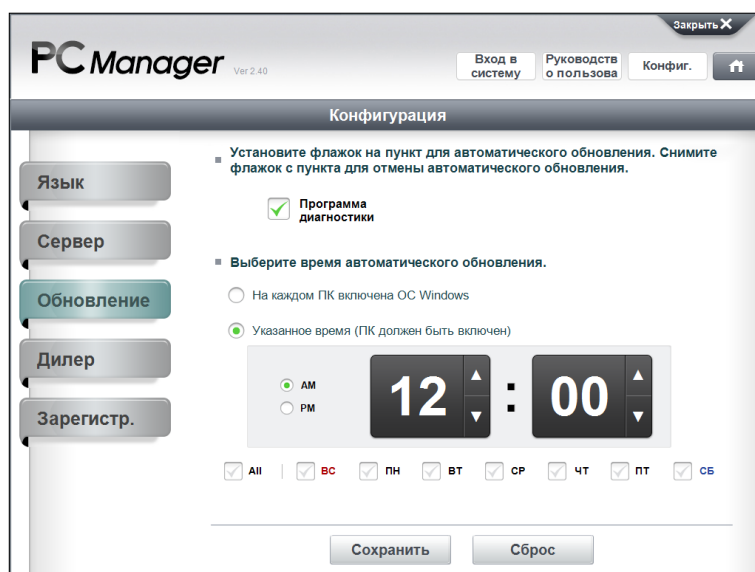 Закрыть
PC Manager Ver 2.40
Вход в
систему
Руководств
о пользова
Конфиг.
Конфигурация
Язык
Сервер
Обновление
Дилер
Зарегистр.
Установите флажок на пункт для автоматического обновления. Снимите
флажок с пункта для отмены автоматического обновления.
Программа
диагностики
Выберите время автоматического обновления.
На каждом ПК включена ОС Windows
Указанное время (ПК должен быть включен)
AM
PM
12 : 00
All | ВС ПН ВТ СР ЧТ ПТ СБ
Сохранить Сброс